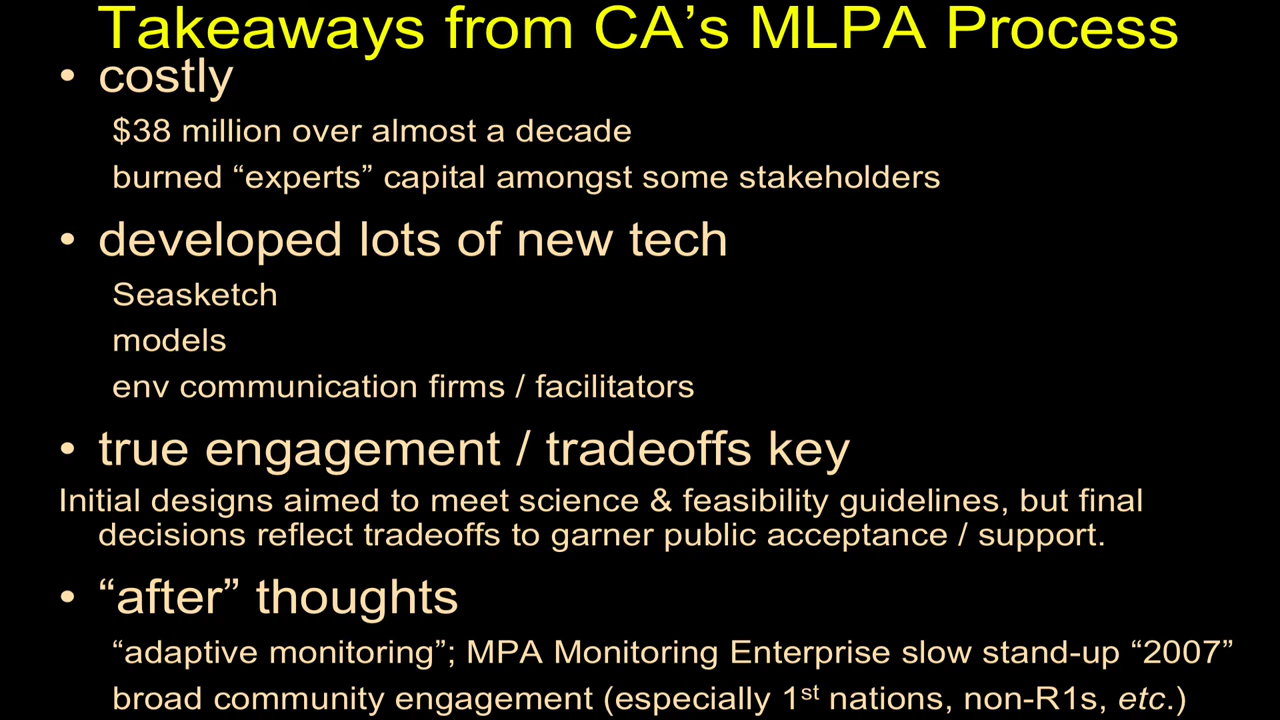 Takeaways from CA’s MLPA Process
• costly
$38 million over almost a decade
burned “experts” capital amongst some stakeholders
• developed lots of new tech
Seasketch
models
env communication firms / facilitators
• true engagement / tradeoffs key
Initial designs aimed to meet science & feasibility guidelines, but final
decisions reflect tradeoffs to garner public acceptance / support.
• “after” thoughts
“adaptive monitoring”; MPA Monitoring Enterprise slow stand-up “2007”
broad community engagement (especially 1st nations, non-R1s, etc.)